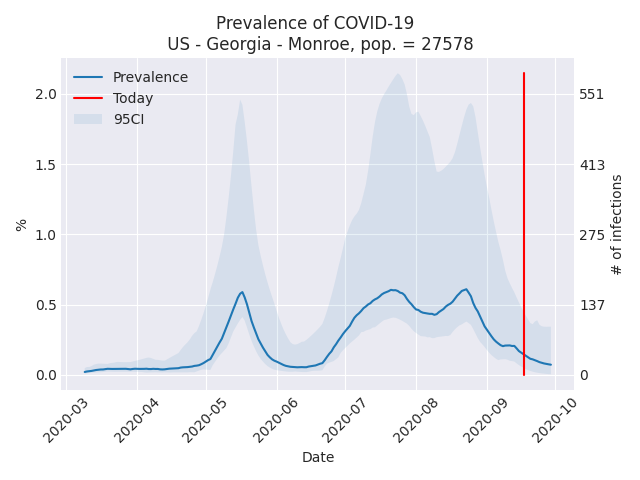 Prevalence of COVID-19
US - Georgia - Monroe, pop. = 27578
Prevalence
Today
95CI
2.0
1.5
1.0
0.5
0.0
%
551
413
275
137
0
# of infections
2020-03
2020-04
2020-05
2020-06
2020-07
2020-08
2020-09
2020-10
Date